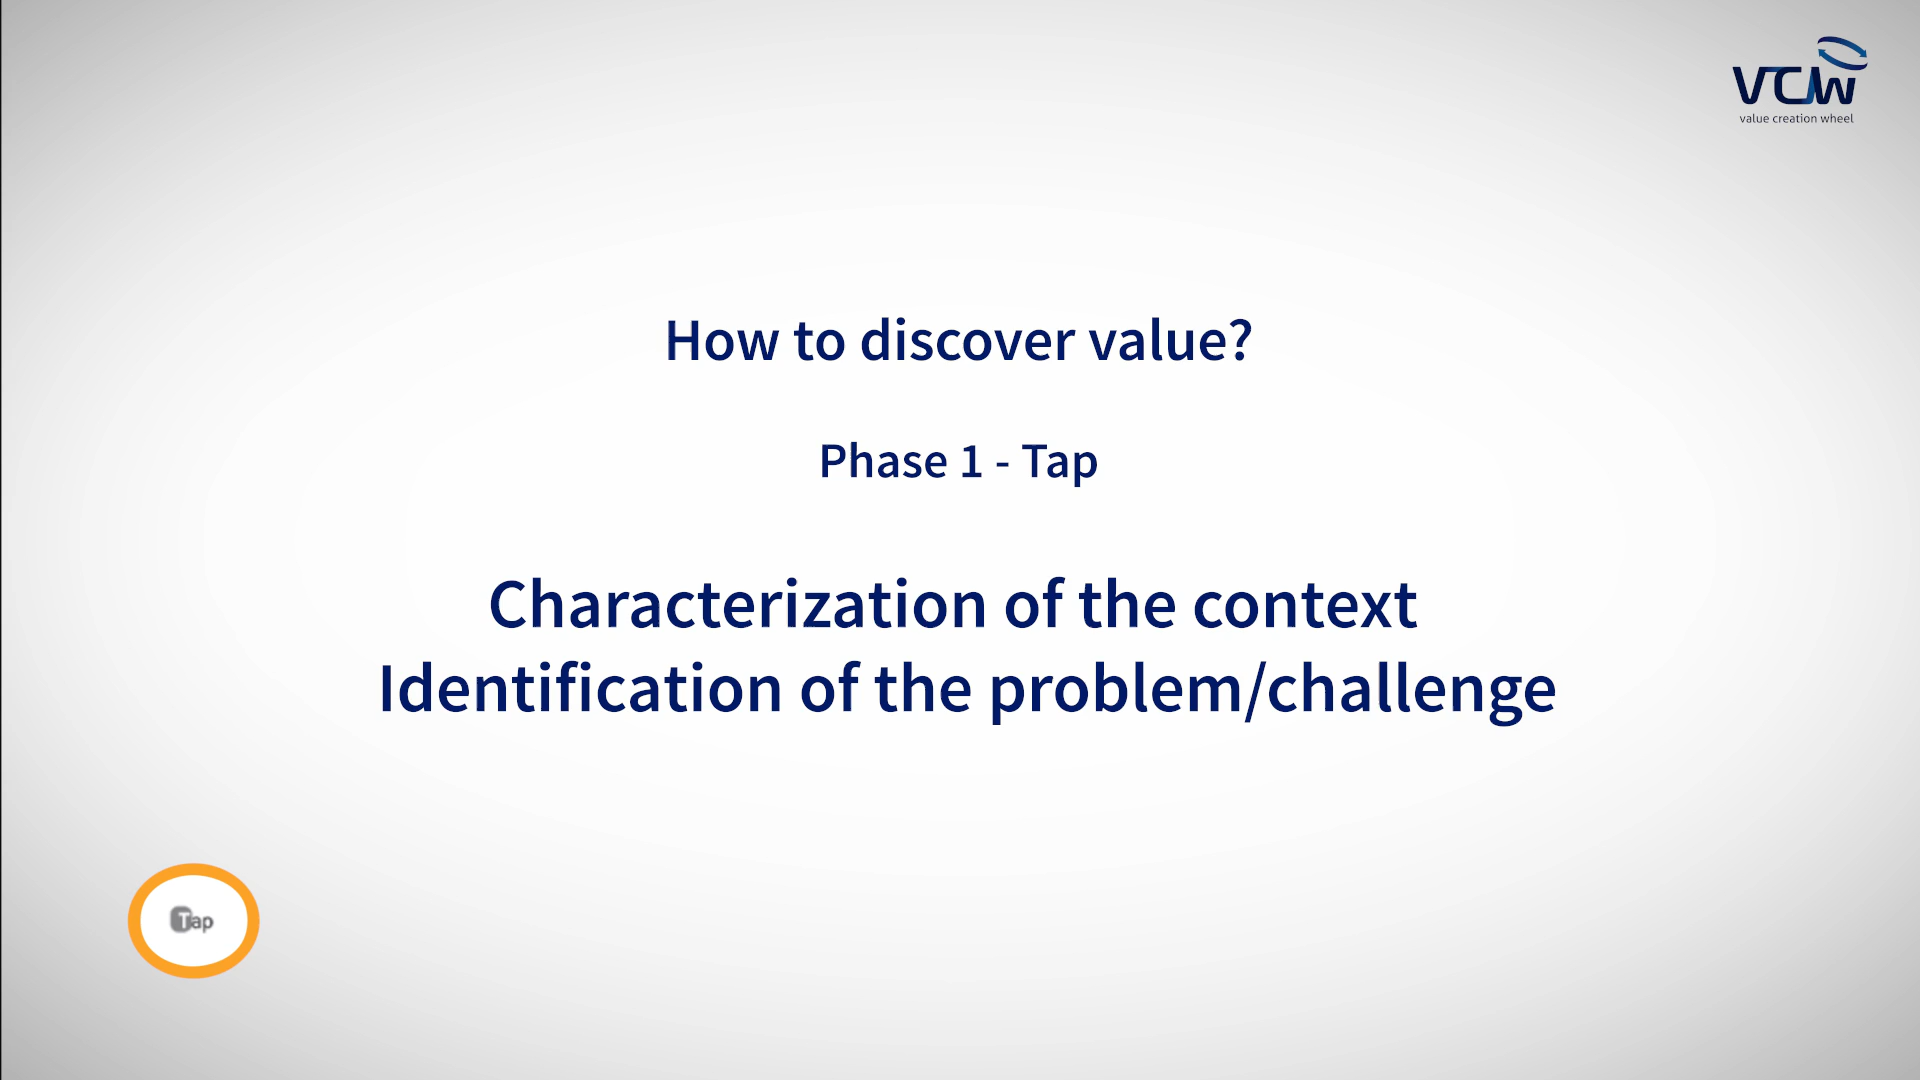 VCW
value creation wheel
How to discover value?
Phase 1 - Tap
Characterization of the context
Identification of the problem/challenge
Tap